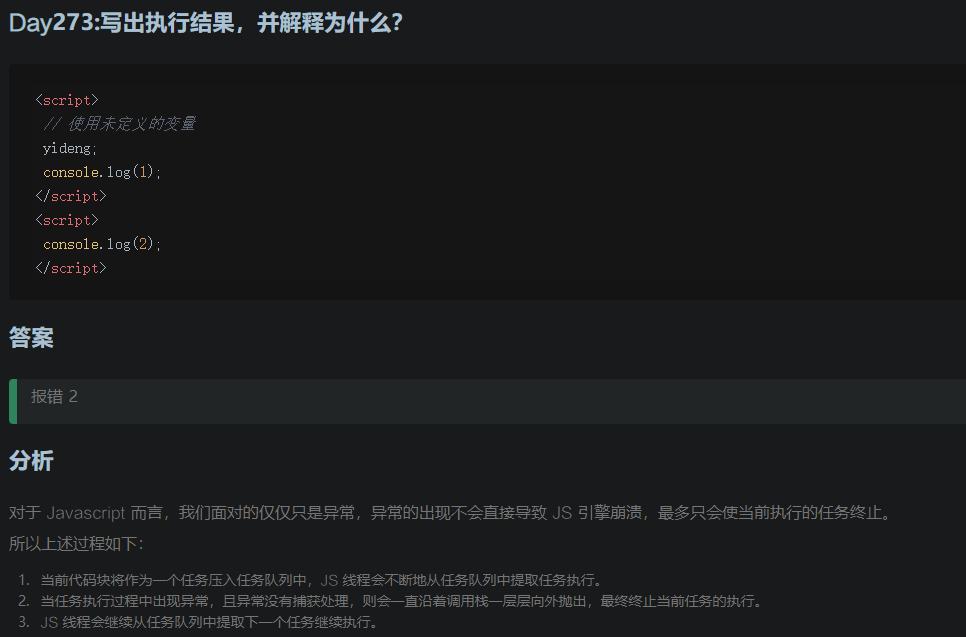 Day273:写出执行结果，并解释为什么?
<script>
// 使用未定义的变量
yideng;
console.log(1);
</script>
<script>
console.log(2);
</script>
答案
报错 2
分析
对于 Javascript 而言，我们面对的仅仅只是异常，异常的出现不会直接导致 JS 引擎崩溃，最多只会使当前执行的任务终止。
所以上述过程如下：
1. 当前代码块将作为一个任务压入任务队列中，JS 线程会不断地从任务队列中提取任务执行。
2. 当任务执行过程中出现异常，且异常没有捕获处理，则会一直沿着调用栈一层层向外抛出，最终终止当前任务的执行。
3. JS 线程会继续从任务队列中提取下一个任务继续执行。